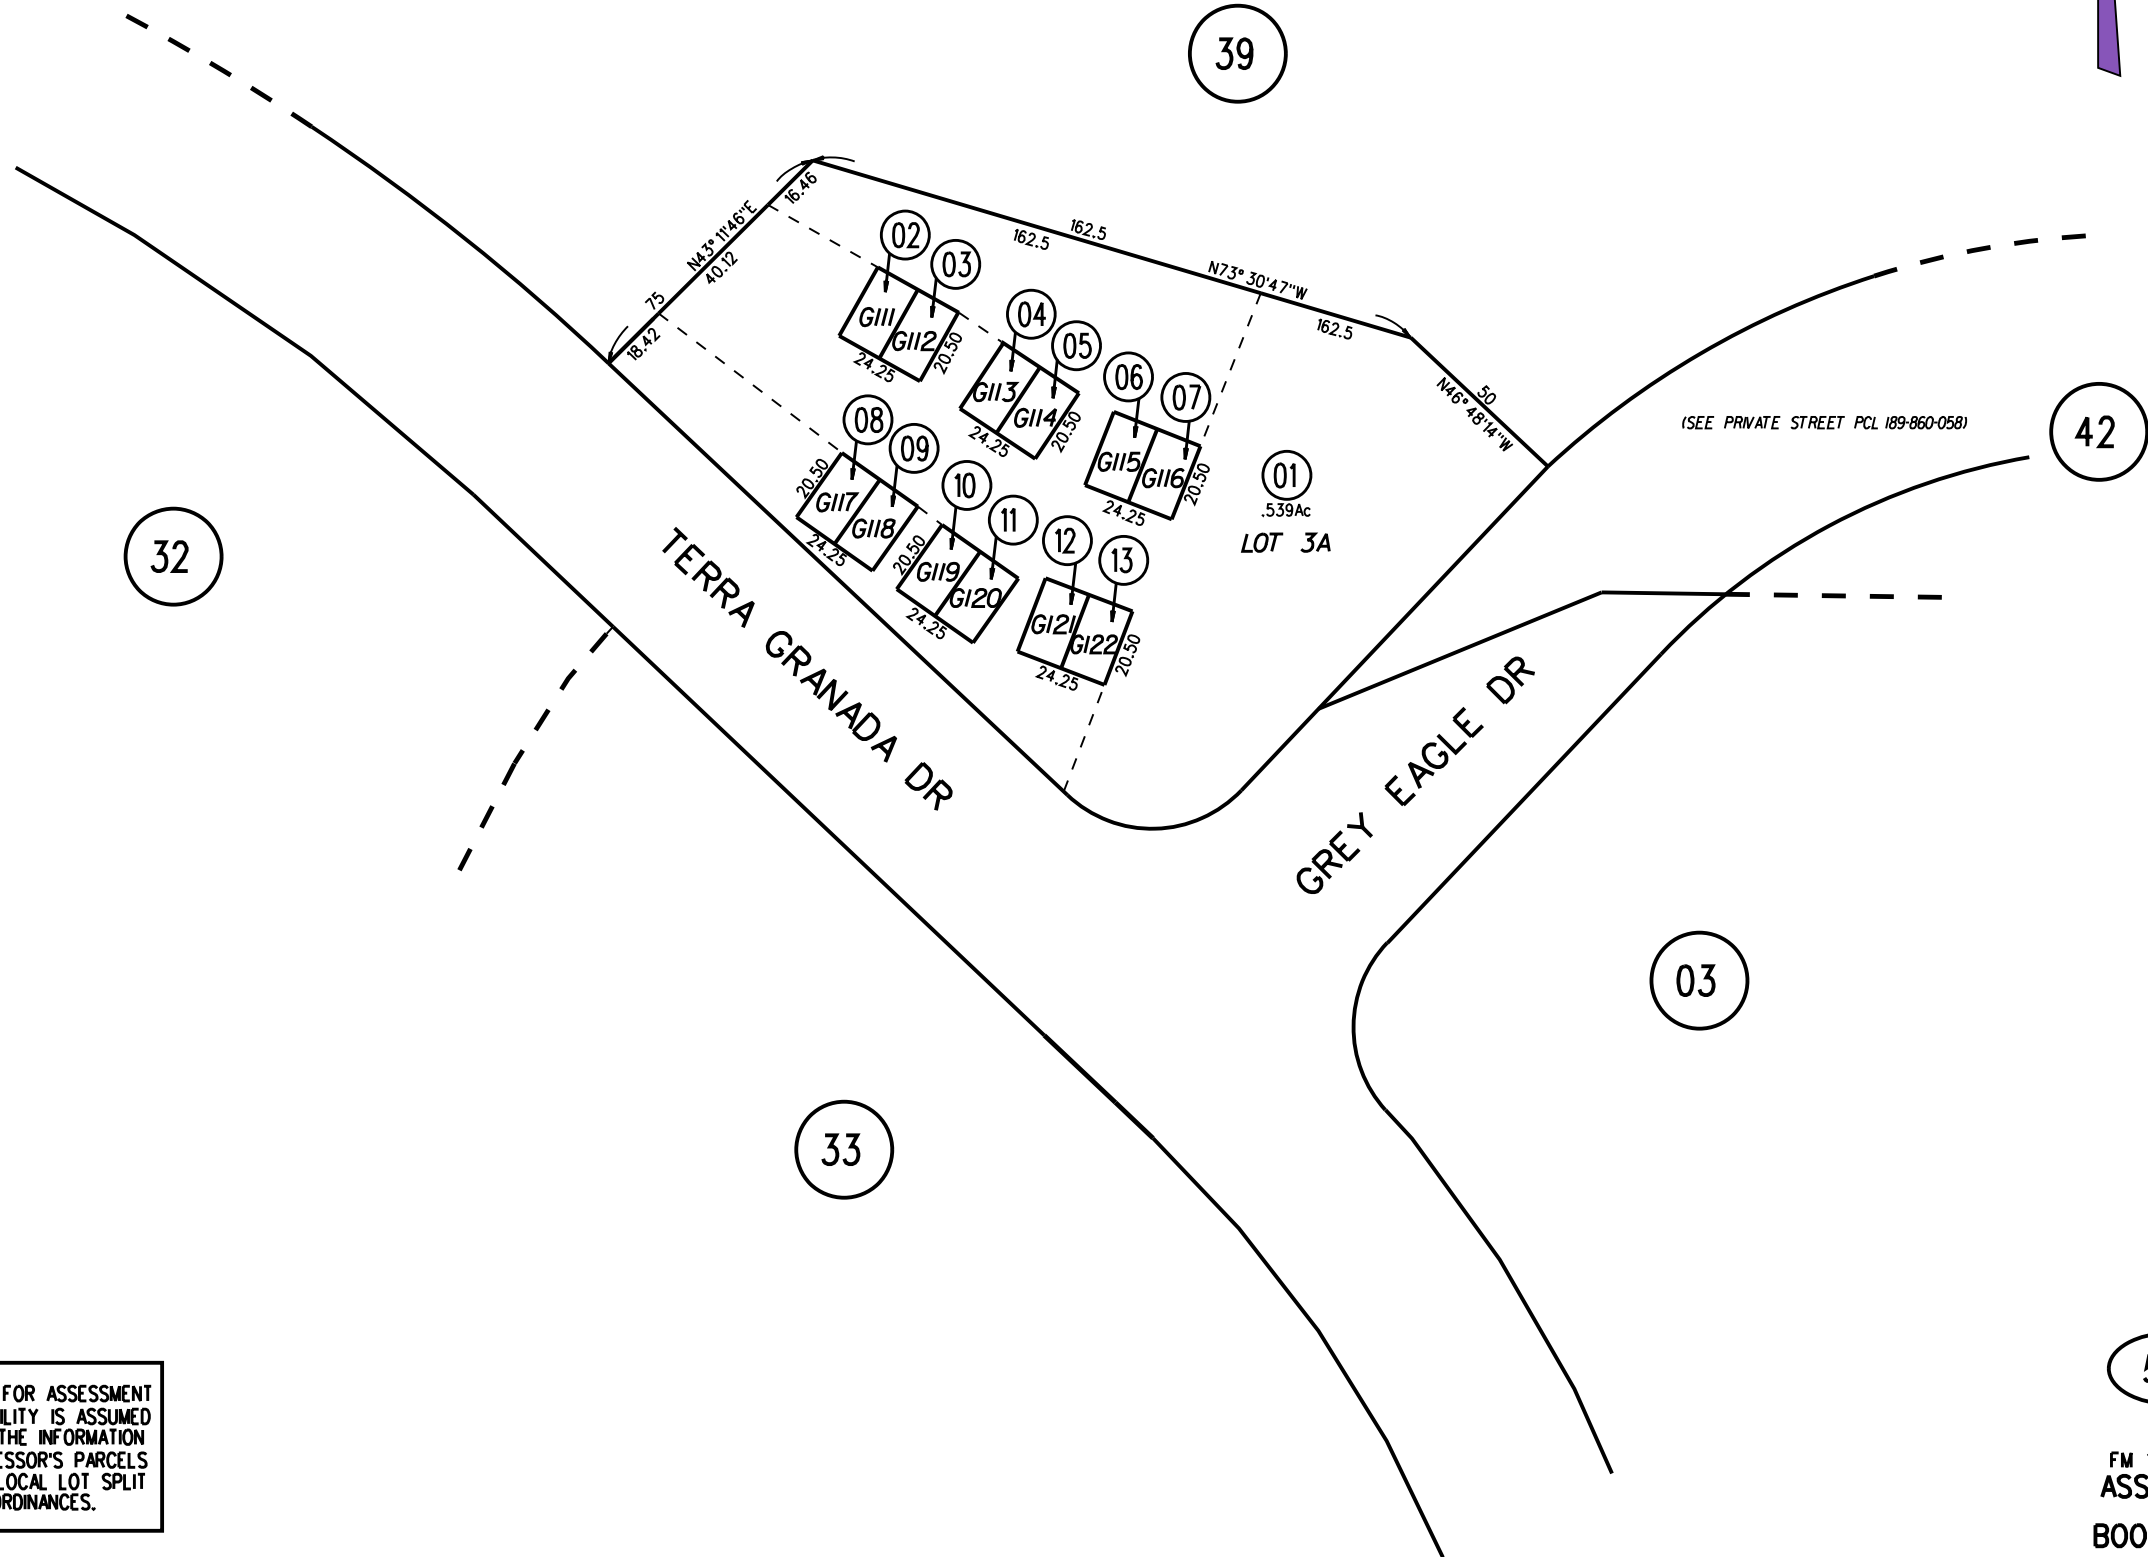 39
16.46
N43°11'46"E
40.12
75
18.42
162.5
162.5
N73°30'47"W
162.5
50
N46°48'14"W
02
03
G111
G112
24.25
20.50
04
05
G113
G114
24.25
20.50
06
07
G115
G116
24.25
20.50
01
.539Ac
LOT 3A
(SEE PRIVATE STREET PCL 189-860-058)
42
32
08
09
20.50
G117
G118
24.25
10
11
20.50
G119
G120
24.25
12
13
G121
G122
24.25
20.50
TERRA GRANADA DR
GREY EAGLE DR
03
33
FOR ASSESSMENT
IS ASSUMED
THE INFORMATION
PARCELS
LOCAL LOT SPLIT
FM